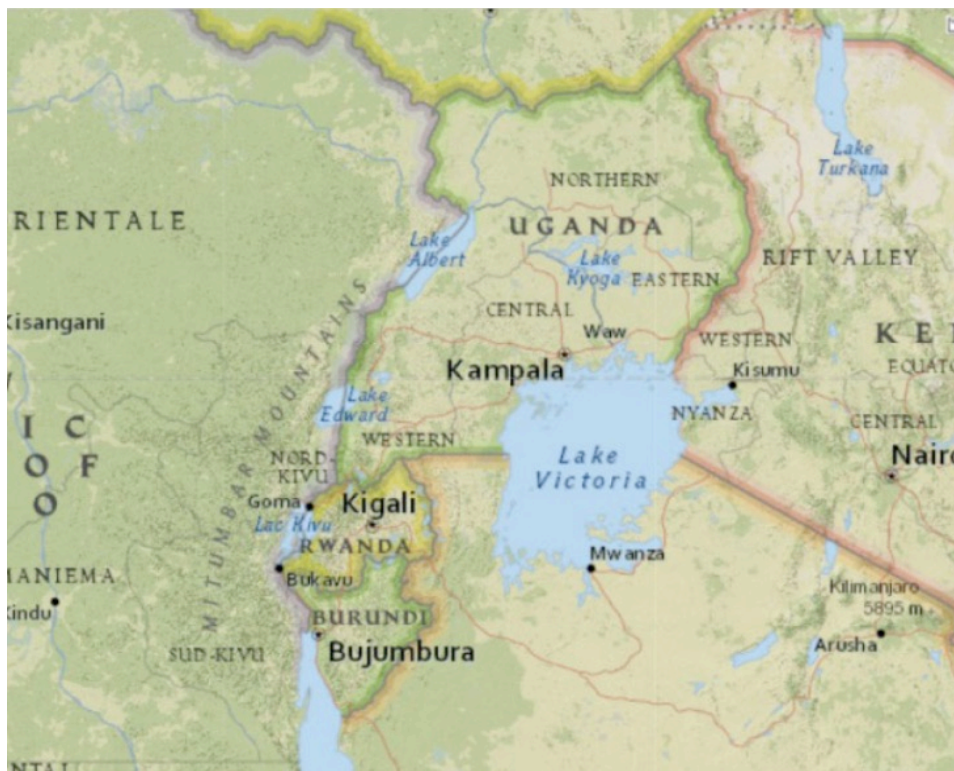 Lake
Turkana
NORTHERN
RIENTALE
UGANDA
Lake
Albert
Lake
Kyoga
EASTERN
RIFT VALLEY
CENTRAL
Kisangani
Waw
WESTERN
KE
EQUATO
Kampala
Kisumu
Lake
Edward
NYANZA
CENTRAL
I C
O F
O
WESTERN
NORD-
KIVU
Lake
Victoria
Nairo
MITUMBAR MOUNTAINS
Goma
Kigali
Lac Kivu
RWANDA
Mwanza
Bukavu
MANIEMA
Kindu
Kilimanjaro
5895 m
BURUNDI
Arusha
SUD-KIVU
Bujumbura